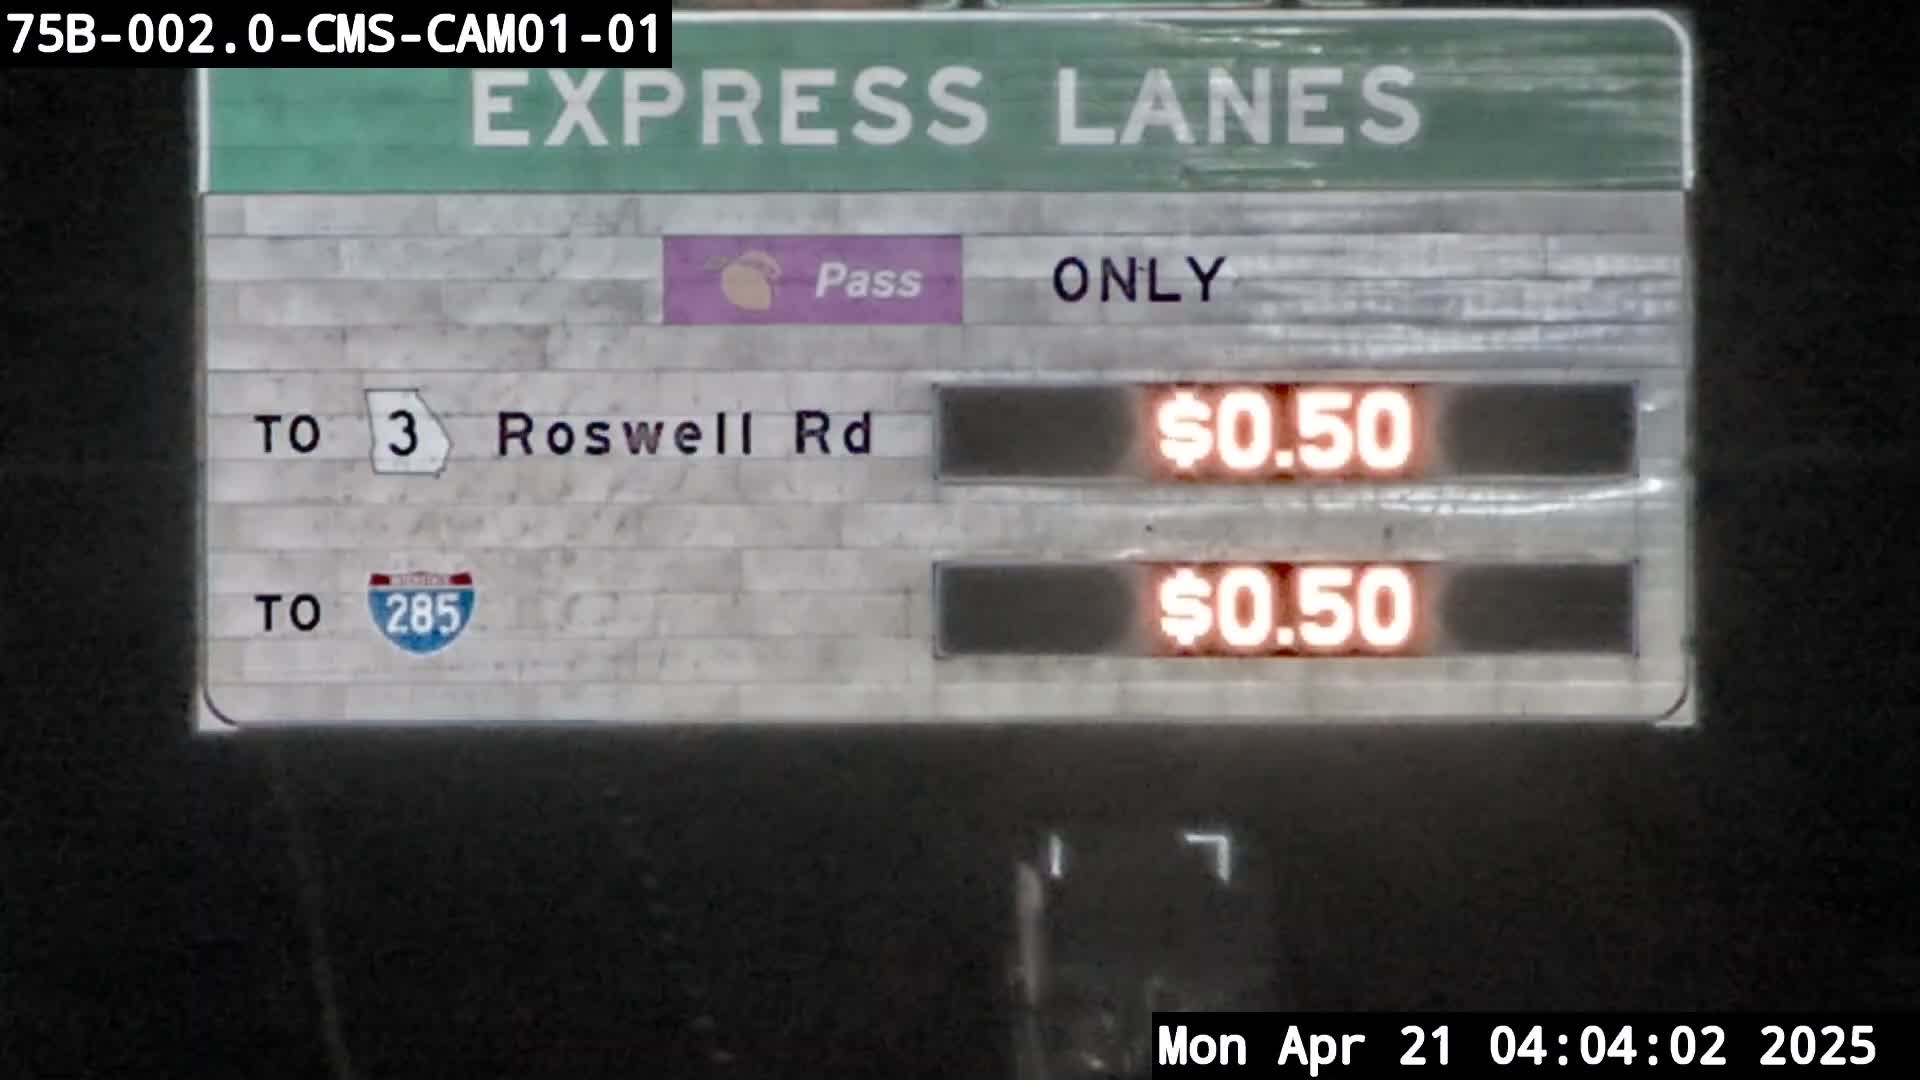 75B-002.0-CMS-CAM01-01
EXPRESS LANES
Pass ONLY
TO 3 Roswell Rd $0.50
TO 285 $0.50
Mon Apr 21 04:04:02 2025